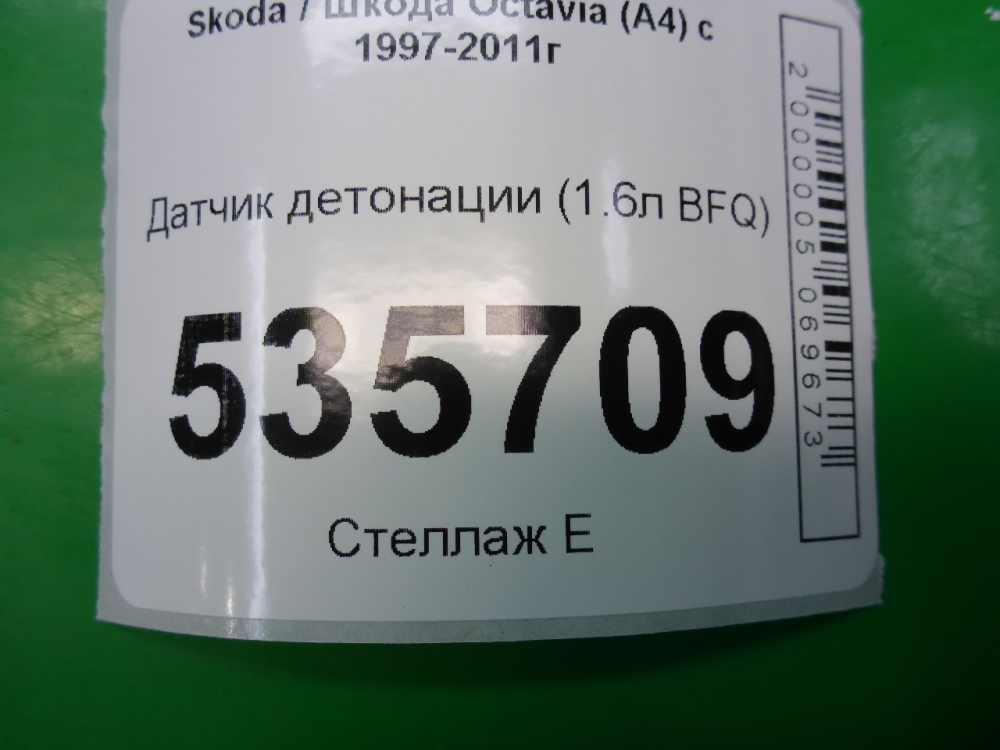 Skoda / Шкода Octavia (A4) с
1997-2011г
Датчик детонации (1.6л BFQ)
535709
Стеллаж Е
2000005069673